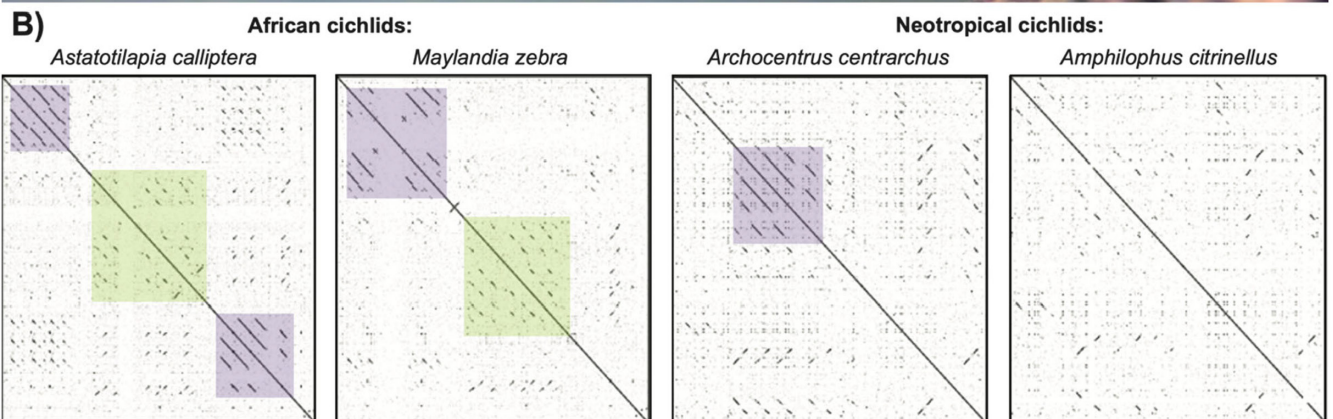 B)
African cichlids:
Neotropical cichlids:
Astatotilapia calliptera
Maylandia zebra
Archocentrus centrarchus
Amphilophus citrinellus